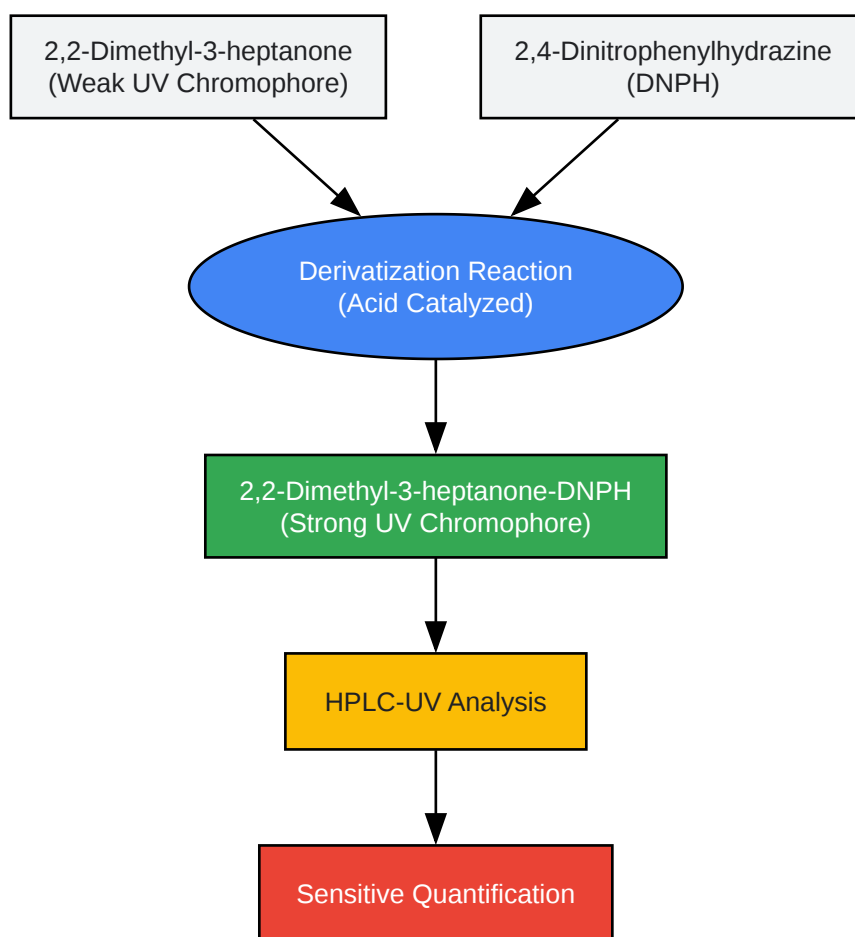 2,2-Dimethyl-3-heptanone
(Weak UV Chromophore)
2,4-Dinitrophenylhydrazine
(DNPH)
Derivatization Reaction
(Acid Catalyzed)
2,2-Dimethyl-3-heptanone-DNPH
(Strong UV Chromophore)
HPLC-UV Analysis
Sensitive Quantification